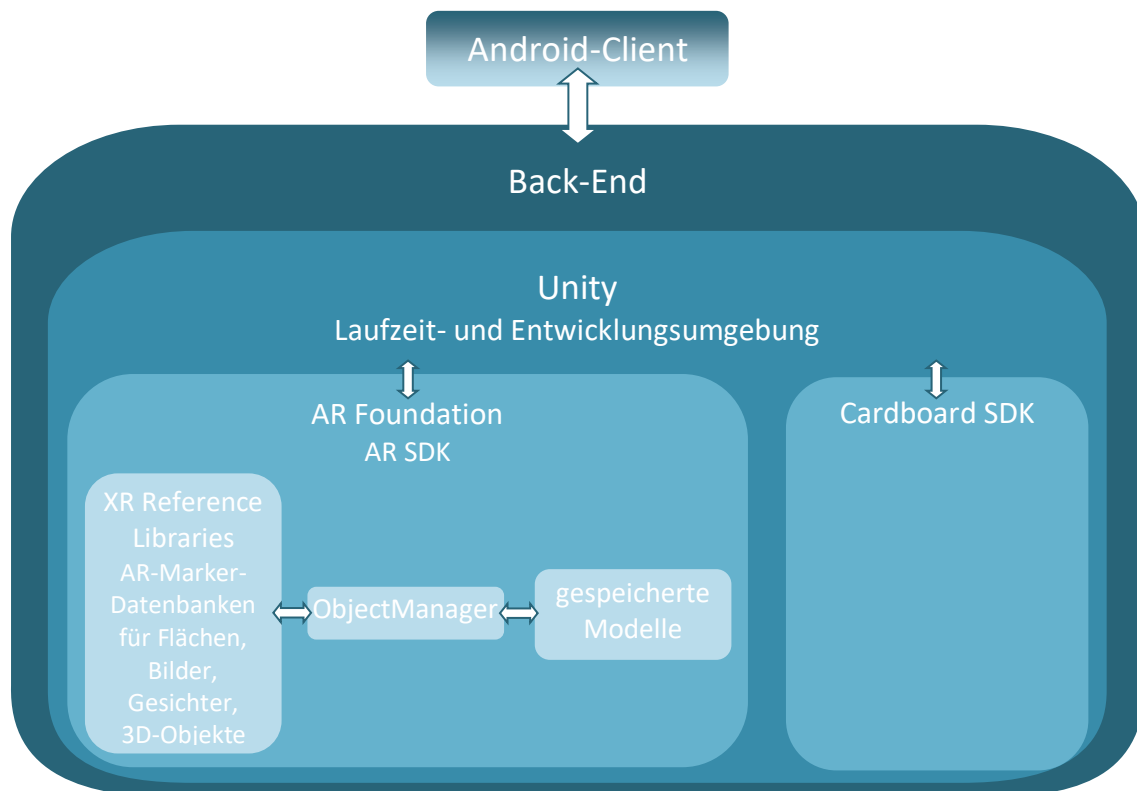 Android-Client
Back-End
Unity
Laufzeit- und Entwicklungsumgebung
AR Foundation
AR SDK
Cardboard SDK
XR Reference
Libraries
AR-Marker-
Datenbanken
für Flächen,
Bilder,
Gesichter,
3D-Objekte
ObjectManager
gespeicherte
Modelle